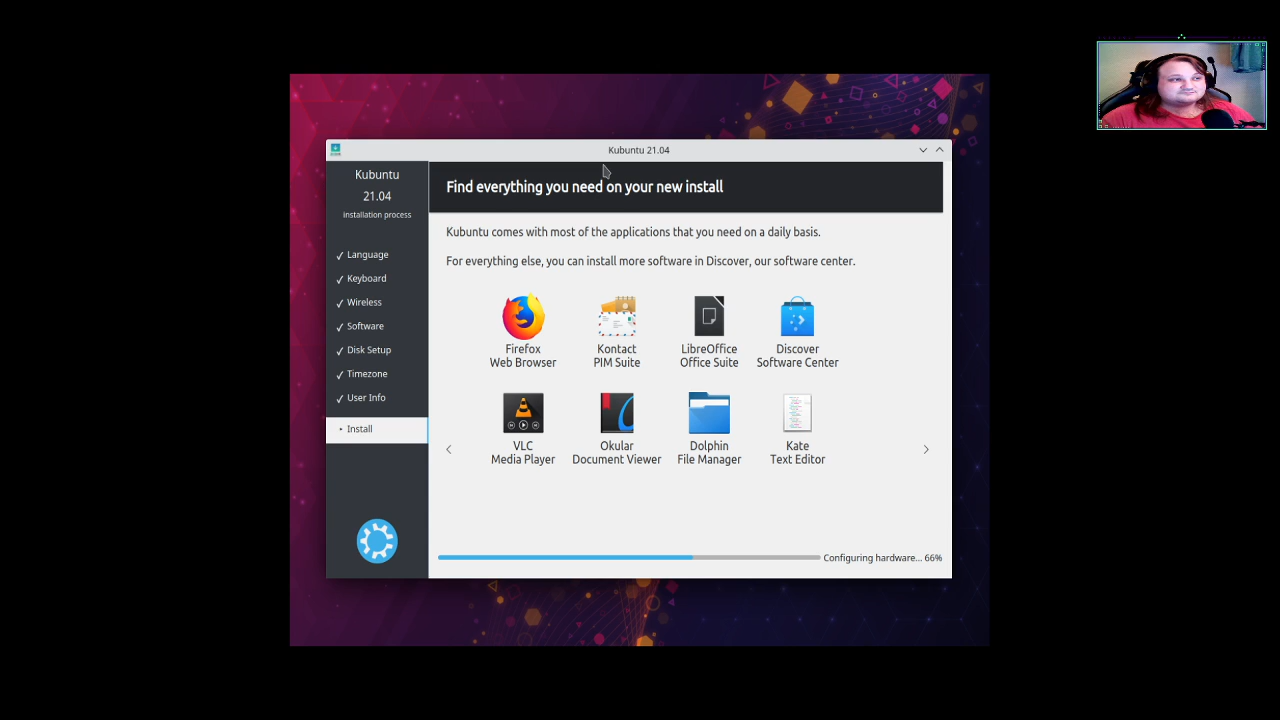 Kubuntu 21.04
Kubuntu
21.04
installation process
✓ Language
✓ Keyboard
✓ Wireless
✓ Software
✓ Disk Setup
✓ Timezone
✓ User Info
Install
Find everything you need on your new install
Kubuntu comes with most of the applications that you need on a daily basis.
For everything else, you can install more software in Discover, our software center.
Firefox
Web Browser
Kontact
PIM Suite
LibreOffice
Office Suite
Discover
Software Center
VLC
Media Player
Okular
Document Viewer
Dolphin
File Manager
Kate
Text Editor
Configuring hardware... 66%